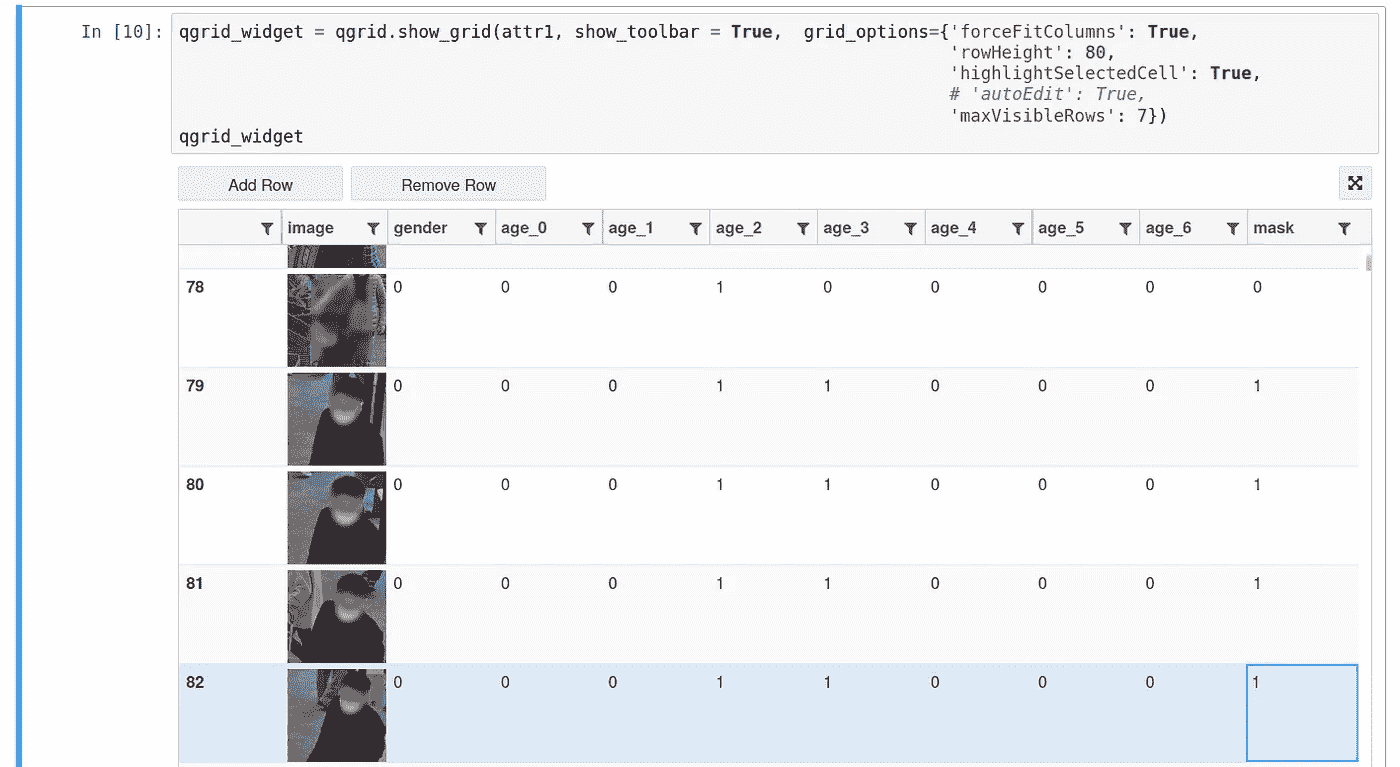 In [10]: qgrid_widget = qgrid.show_grid(attr1, show_toolbar = True,  grid_options={'forceFitColumns': True,
'rowHeight': 80,
'highlightSelectedCell': True,
# 'autoEdit': True,
'maxVisibleRows': 7})
qgrid_widget
Add Row Remove Row
image gender age_0 age_1 age_2 age_3 age_4 age_5 age_6 mask
78 0 0 0 1 0 0 0 0 0
79 0 0 0 1 1 0 0 0 1
80 0 0 0 1 1 0 0 0 1
81 0 0 0 1 1 0 0 0 1
82 0 0 0 1 1 0 0 0 1